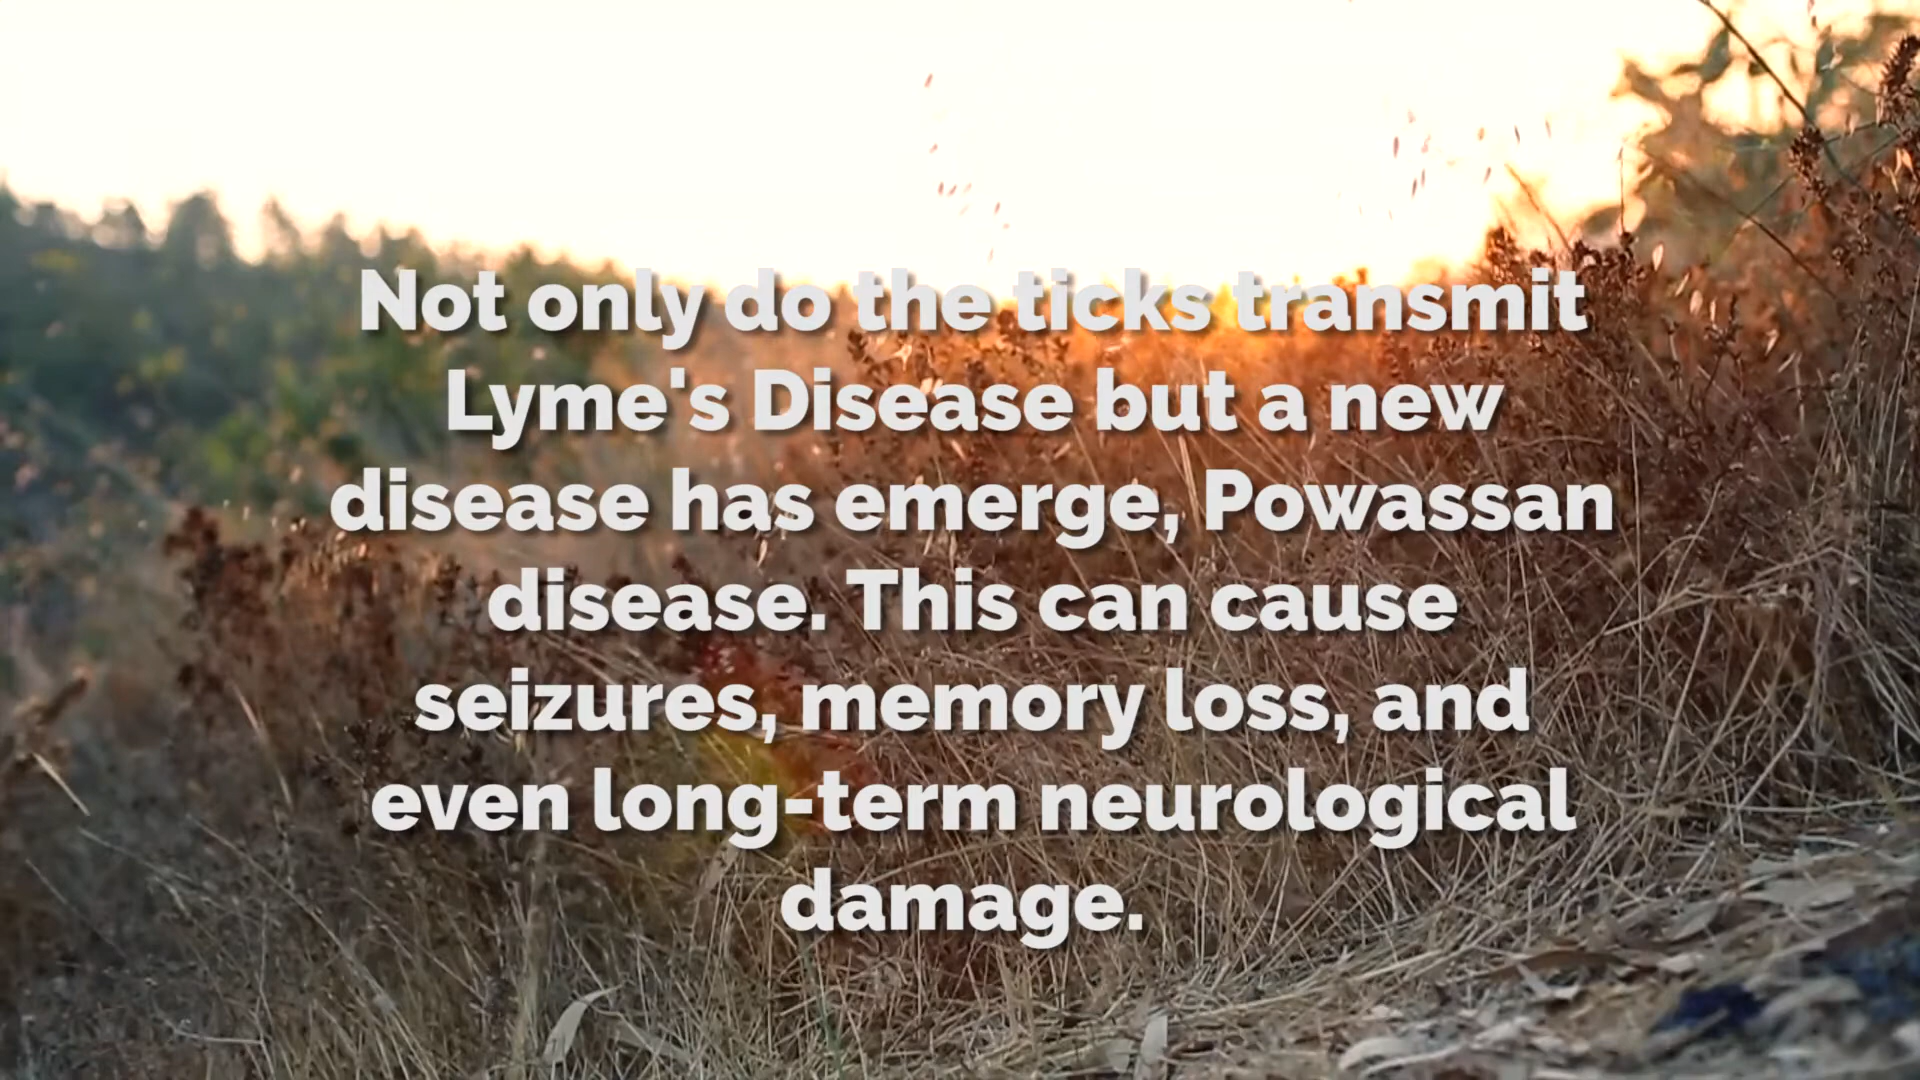 Not only do the ticks transmit
Lyme's Disease but a new
disease has emerge, Powassan
disease. This can cause
seizures, memory loss, and
even long-term neurological
damage.